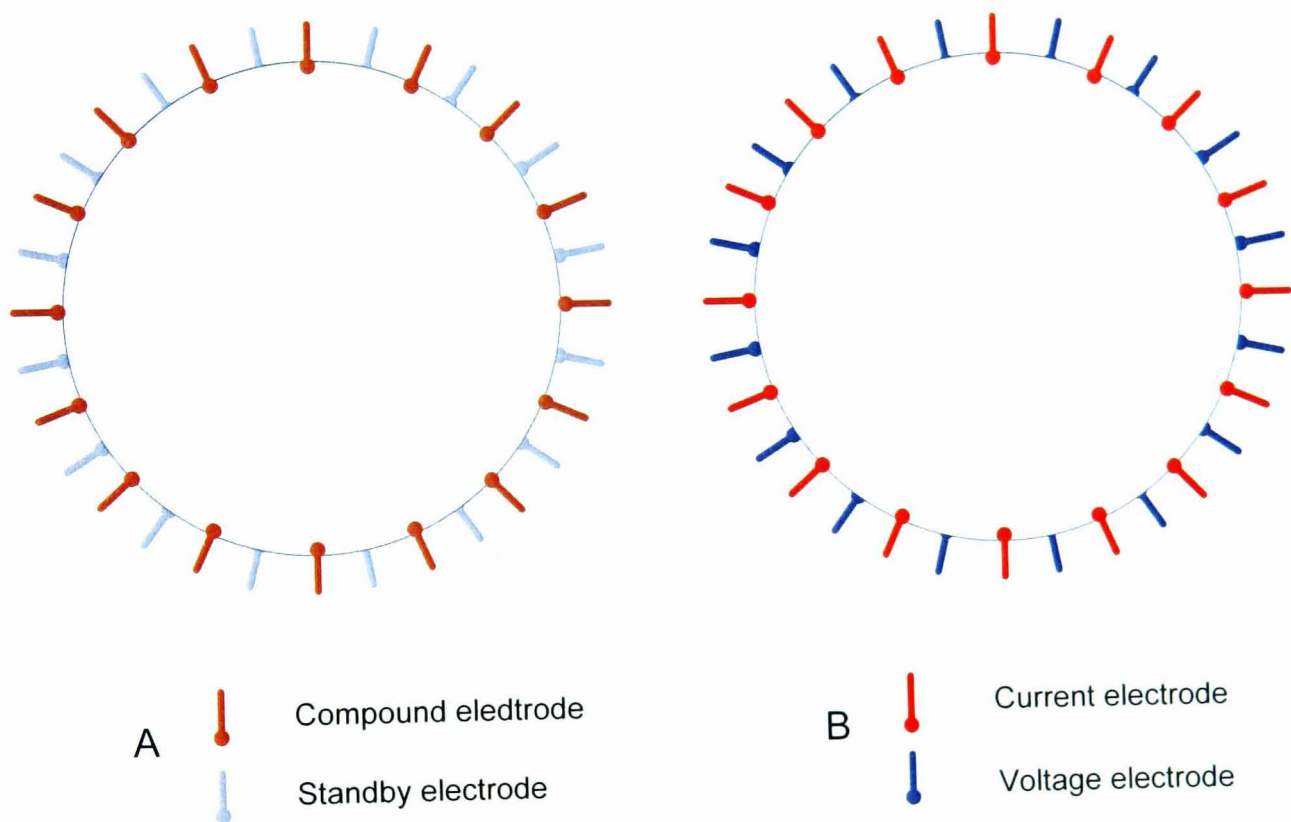 A
Compound eledtrode
Standby electrode
B
Current electrode
Voltage electrode